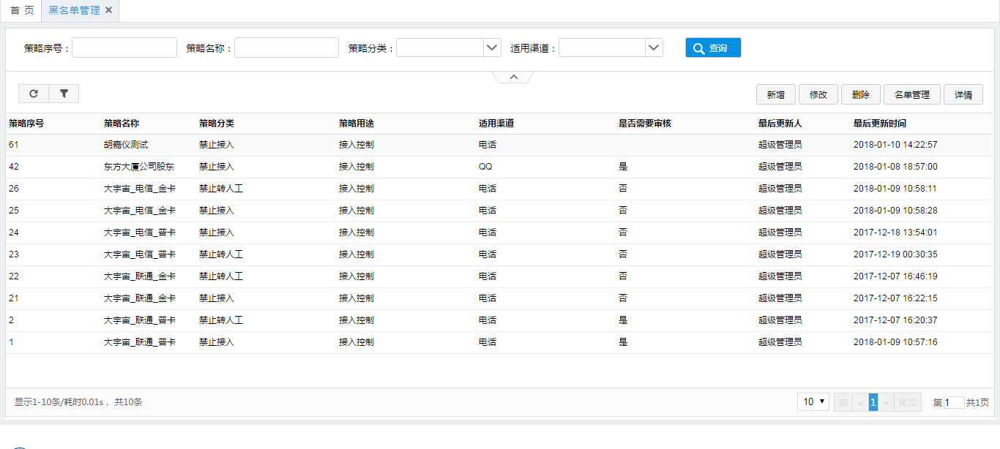 首 页 黑名单管理 ×
策略序号： 策略名称： 策略分类： 适用渠道： 查询
新增 修改 删除 名单管理 详情
策略序号 策略名称 策略分类 策略用途 适用渠道 是否需要审核 最后更新人 最后更新时间
61 胡嘉仪测试 禁止接入 接入控制 电话 超级管理员 2018-01-10 14:22:57
42 东方大厦公司股东 禁止接入 接入控制 QQ 是 超级管理员 2018-01-08 18:57:00
26 大宇宙_电信_金卡 禁止转人工 接入控制 电话 否 超级管理员 2018-01-09 10:58:11
25 大宇宙_电信_金卡 禁止接入 接入控制 电话 否 超级管理员 2018-01-09 10:58:28
24 大宇宙_电信_普卡 禁止接入 接入控制 电话 否 超级管理员 2017-12-18 13:54:01
23 大宇宙_电信_普卡 禁止转人工 接入控制 电话 否 超级管理员 2017-12-19 00:30:35
22 大宇宙_联通_金卡 禁止转人工 接入控制 电话 否 超级管理员 2017-12-07 16:46:19
21 大宇宙_联通_金卡 禁止接入 接入控制 电话 否 超级管理员 2017-12-07 16:22:15
2 大宇宙_联通_普卡 禁止转人工 接入控制 电话 是 超级管理员 2017-12-07 16:20:37
1 大宇宙_联通_普卡 禁止接入 接入控制 电话 是 超级管理员 2018-01-09 10:57:16
显示1-10条/耗时0.01s ，共10条 10 首 < 1 > 尾页 第 1 共1页